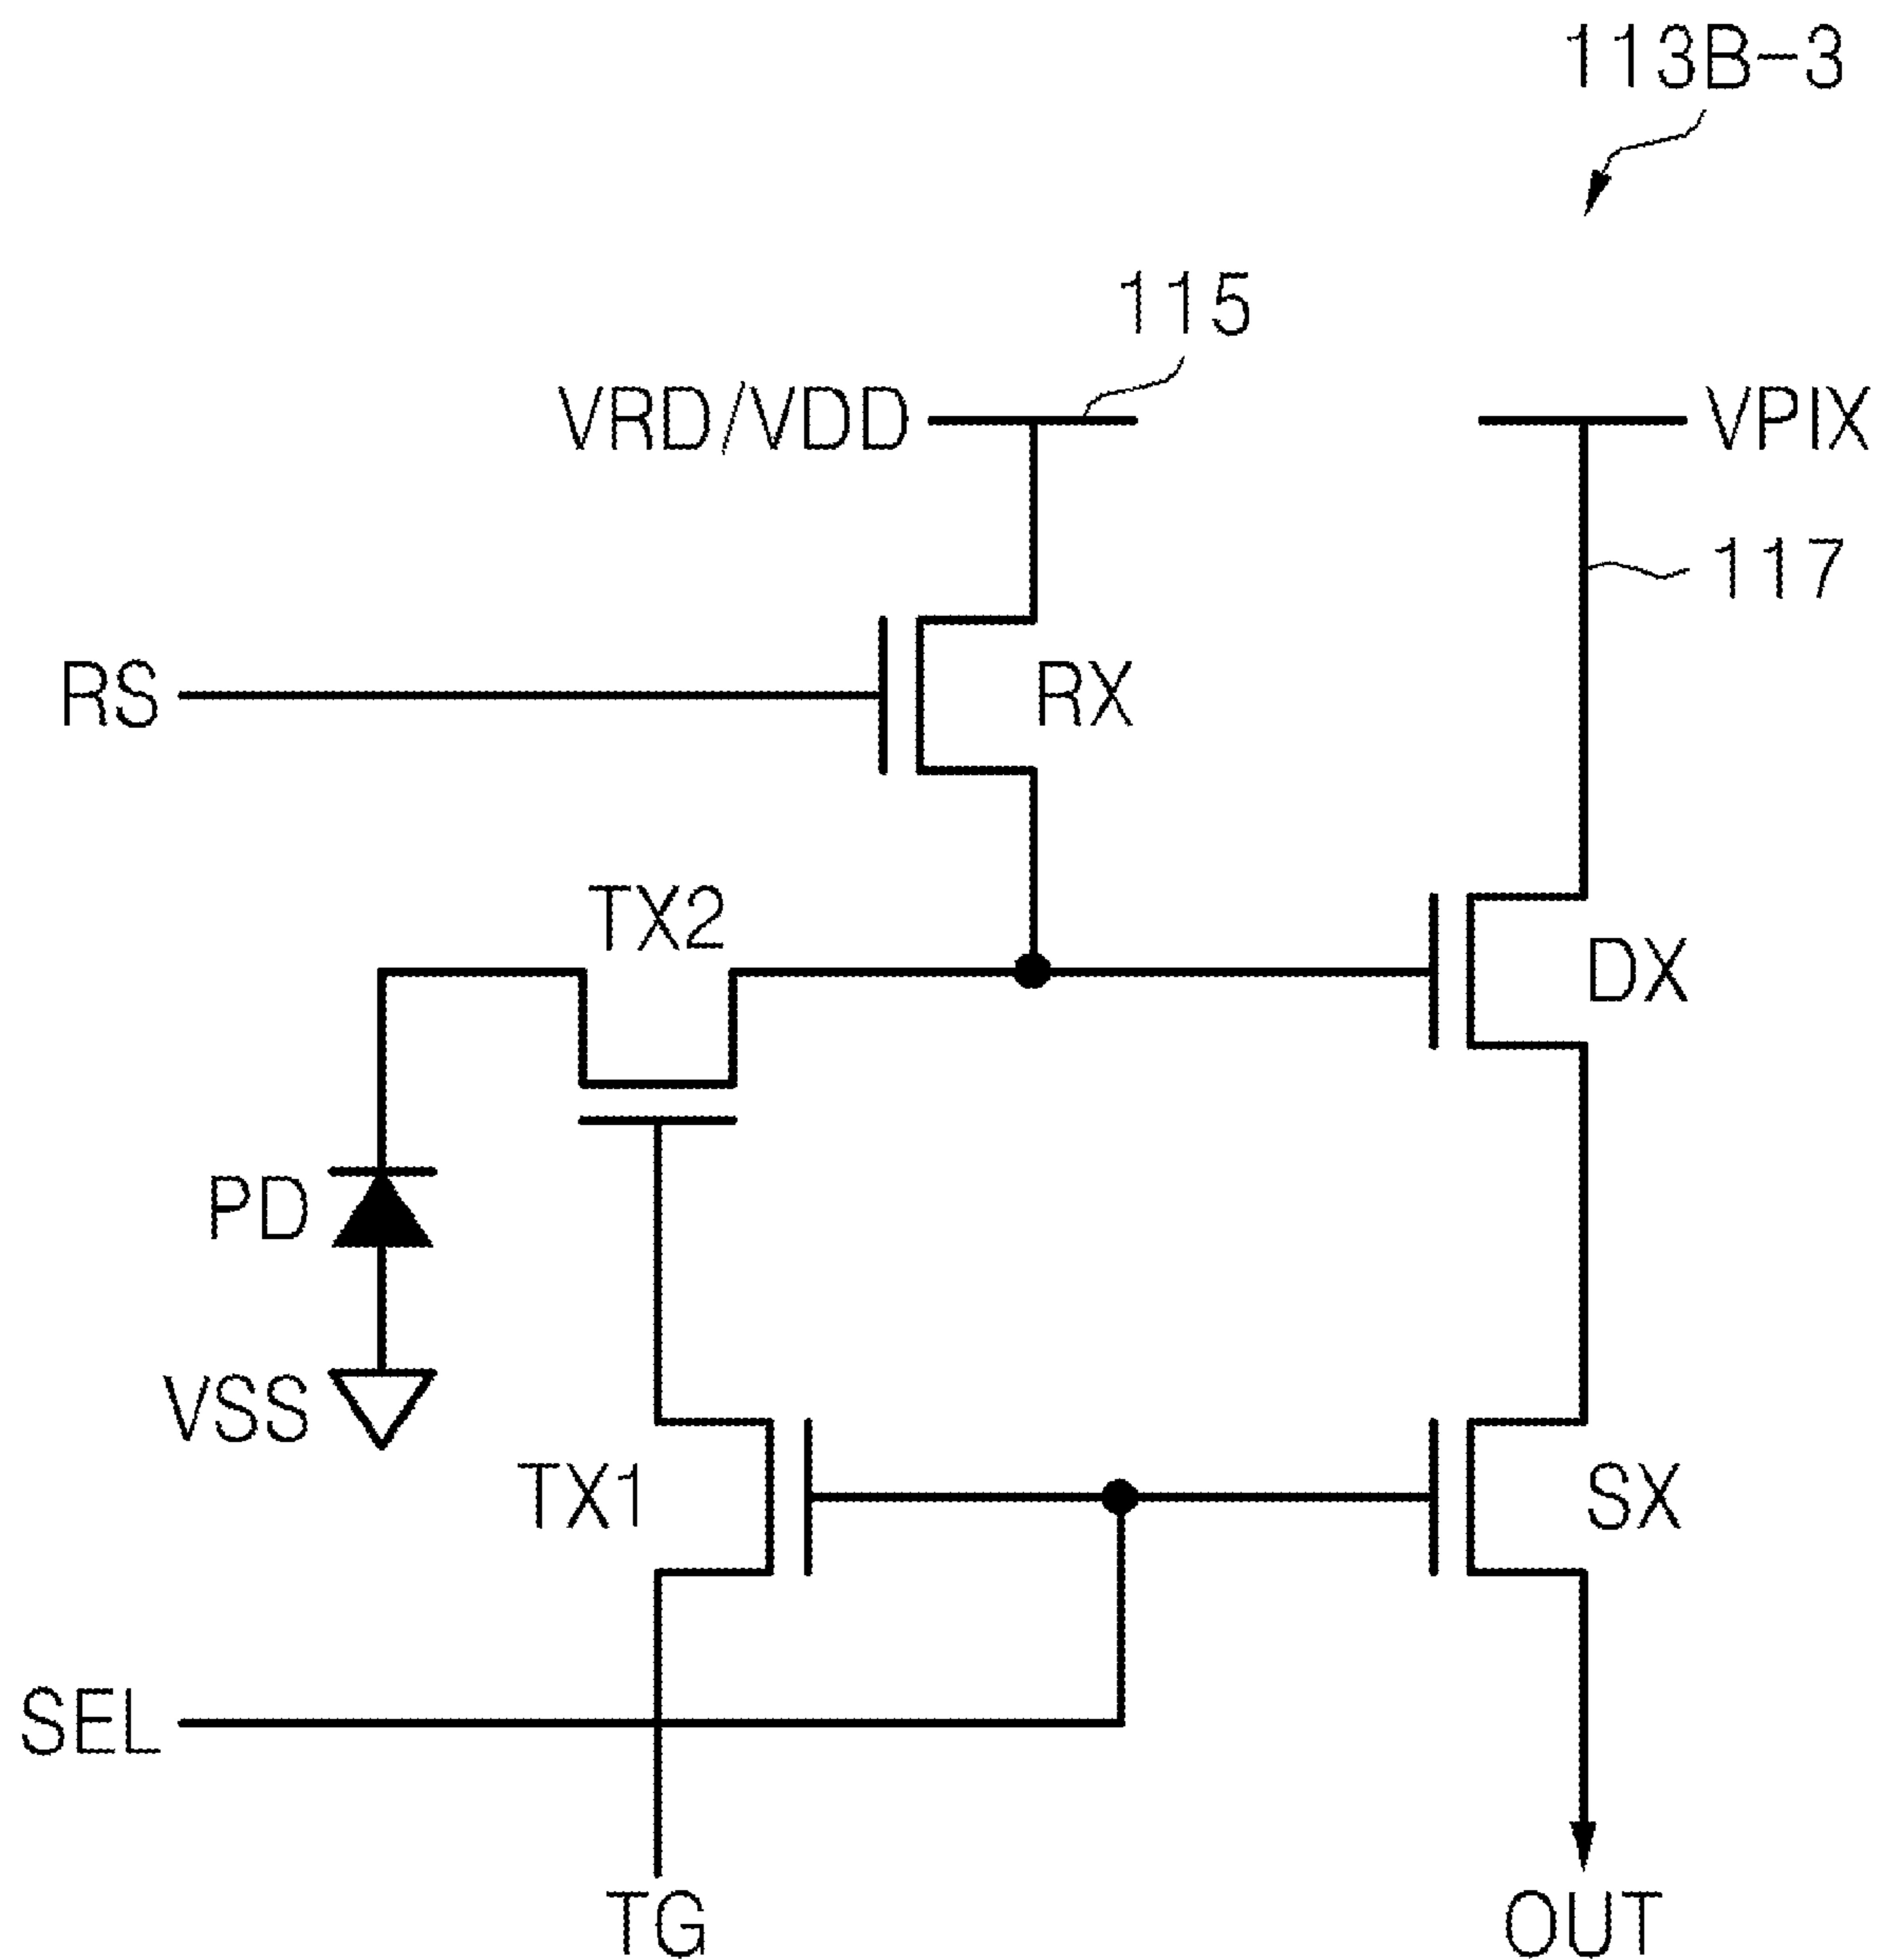 113B-3
115
VRD/VDD
VPIX
117
RS
RX
TX2
DX
PD
VSS
TX1
SX
SEL
TG
OUT